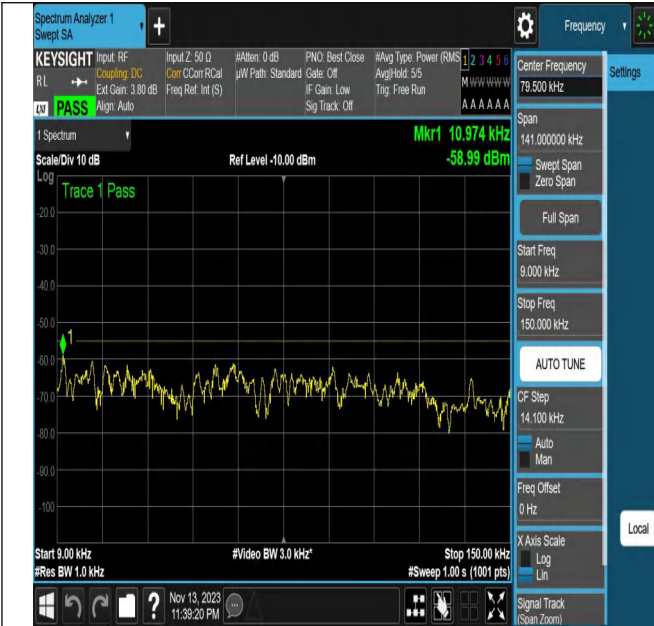 Spectrum Analyzer 1
Swept SA
Frequency
KEYSIGHT
RL
PASS
Input: RF
Coupling: DC
Ext Gain: 3.80 dB
Align: Auto
Input Z: 50 Ω
Corr CCorr RCal
Freq Ref: Int (S)
#Atten: 0 dB
µW Path: Standard
PNO: Best Close
Gate: Off
IF Gain: Low
Sig Track: Off
#Avg Type: Power (RMS
Avg|Hold: 5/5
Trig: Free Run
1 2 3 4 5 6
M W W W W W
A A A A A A
1 Spectrum
Scale/Div 10 dB
Ref Level -10.00 dBm
Mkr1 10.974 kHz
-58.99 dBm
Log
Trace 1 Pass
-20.0
-30.0
-40.0
-50.0
1
-60.0
-70.0
-80.0
-90.0
-100
Start 9.00 kHz
#Video BW 3.0 kHz*
Stop 150.00 kHz
#Res BW 1.0 kHz
#Sweep 1.00 s (1001 pts)
?
Nov 13, 2023
11:39:20 PM
Center Frequency
79.500 kHz
Settings
Span
141.000000 kHz
Swept Span
Zero Span
Full Span
Start Freq
9.000 kHz
Stop Freq
150.000 kHz
AUTO TUNE
CF Step
14.100 kHz
Auto
Man
Freq Offset
0 Hz
Local
X Axis Scale
Log
Lin
Signal Track
(Span Zoom)